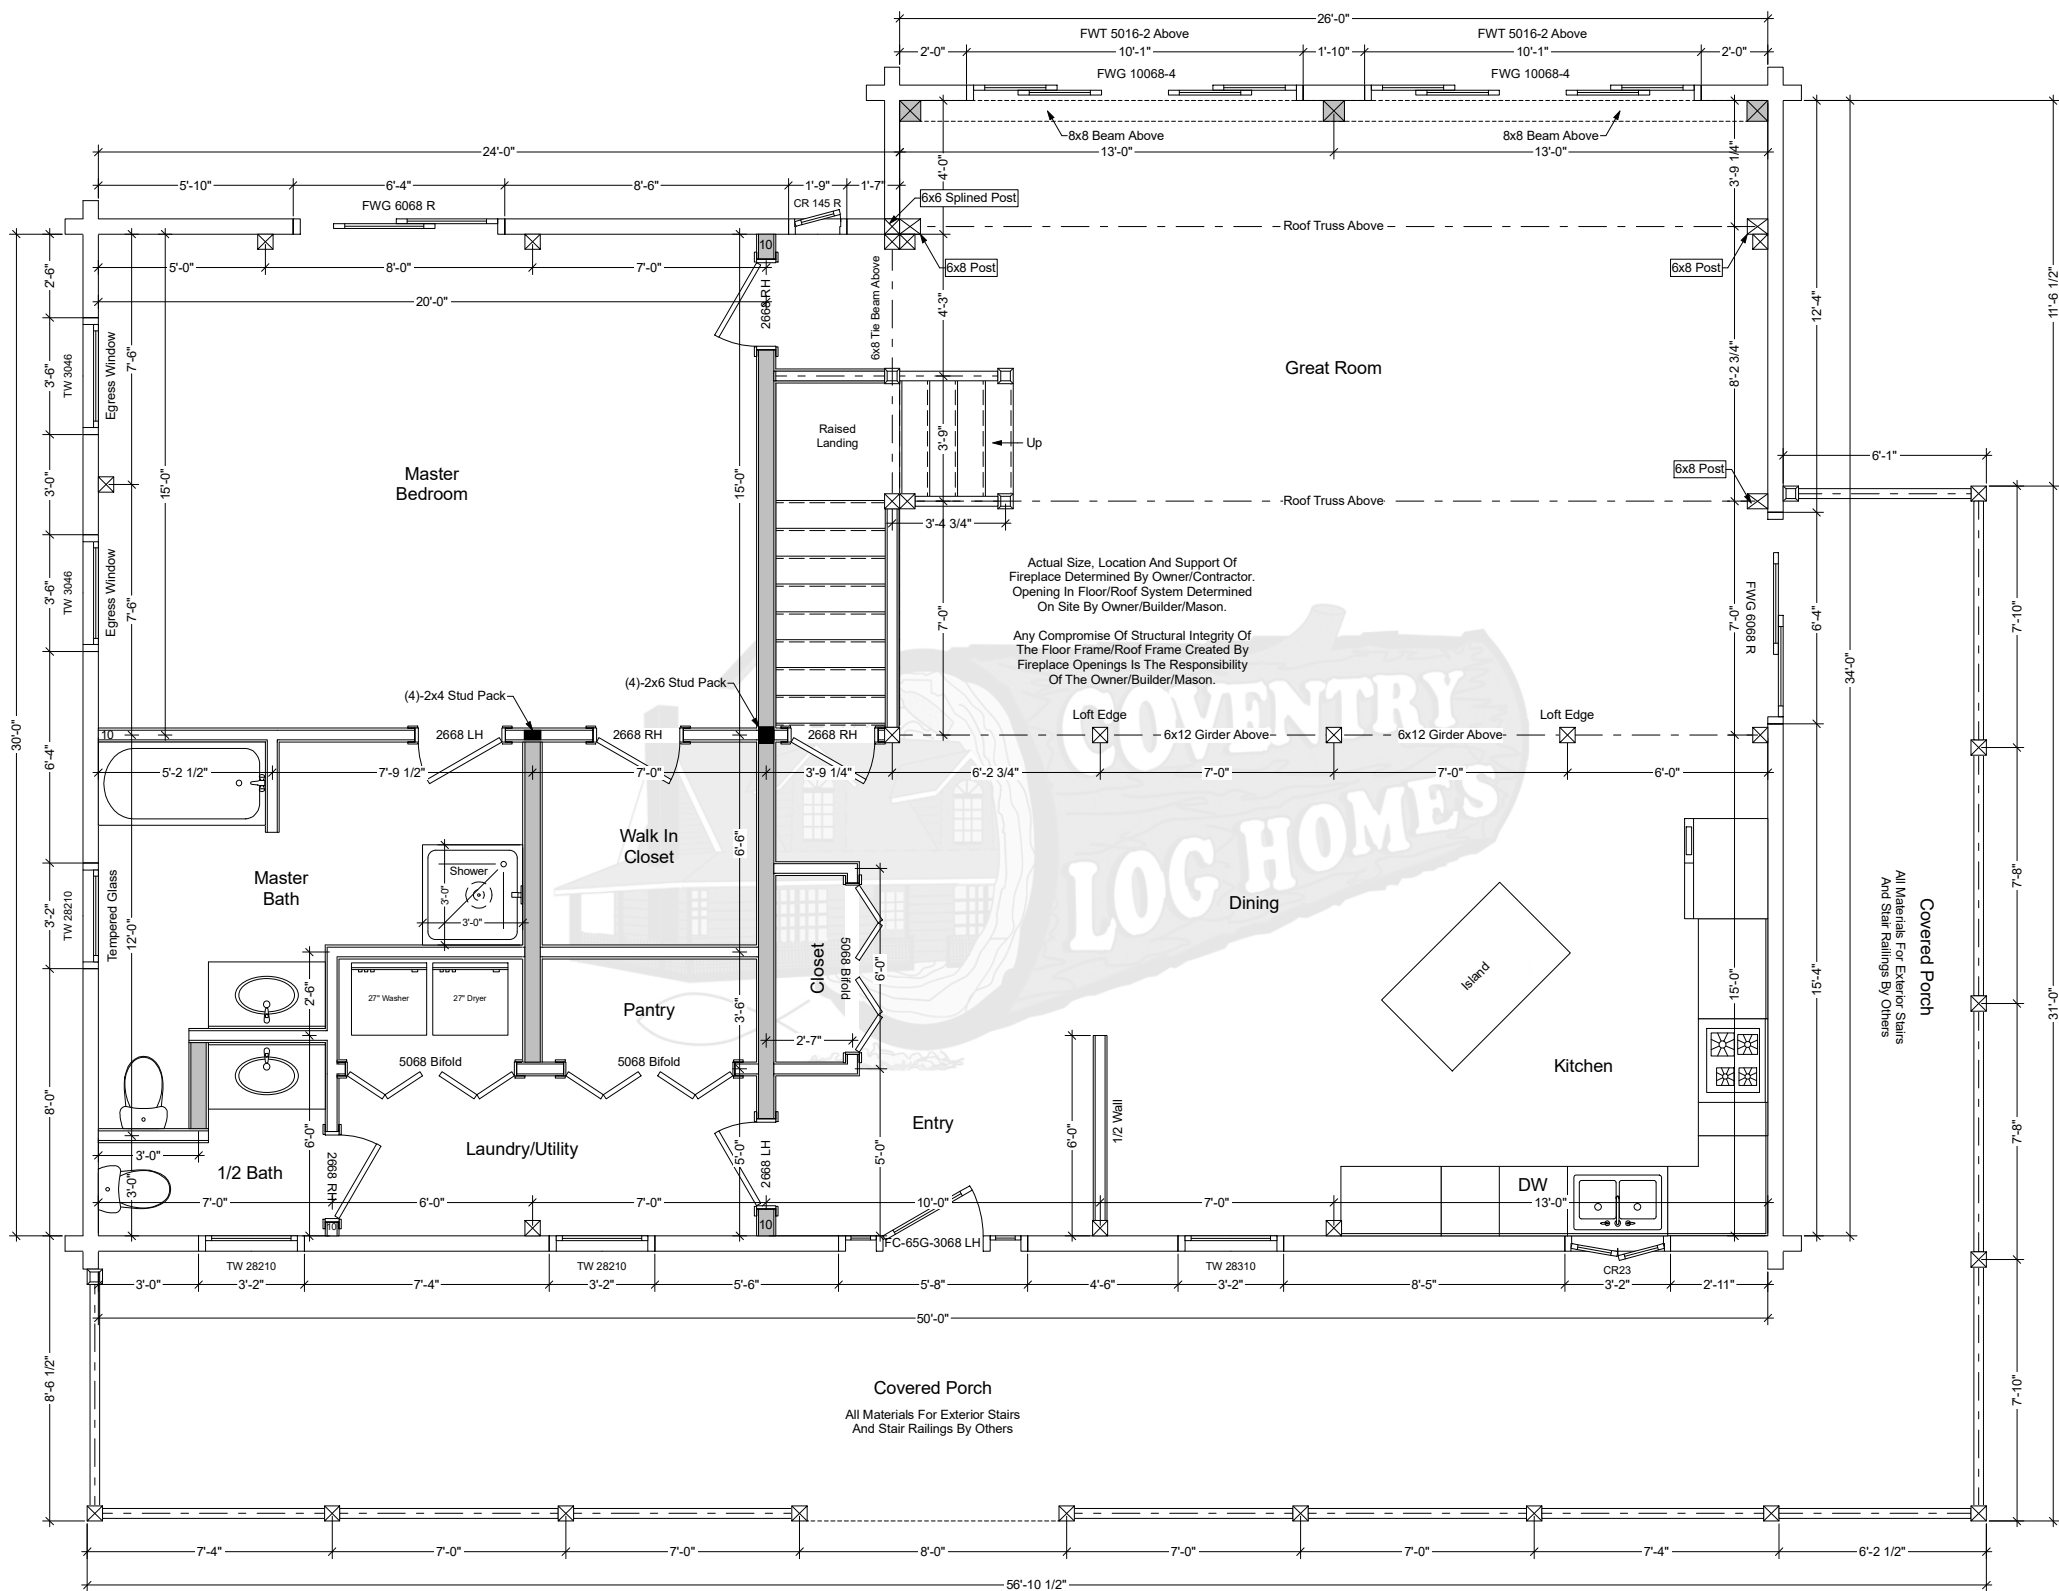 26'-0"
FWT 5016-2 Above
FWT 5016-2 Above
2'-0"
10'-1"
1'-10"
10'-1"
2'-0"
FWG 10068-4
FWG 10068-4
8x8 Beam Above
8x8 Beam Above
24'-0"
13'-0"
13'-0"
4'-0"
3'-9 1/4"
5'-10"
6'-4"
8'-6"
1'-9"
1'-7"
FWG 6068 R
CR 145 R
6x6 Splined Post
Roof Truss Above
10
5'-0"
8'-0"
7'-0"
6x8 Post
6x8 Post
2'-6"
20'-0"
2668 RH
6x8 Tie Beam Above
4'-3"
12'-4"
11'-6 1/2"
Egress Window
TW 3046
3'-6"
7'-6"
Great Room
8'-2 3/4"
Raised
Landing
3'-9"
Up
6'-1"
Master
Bedroom
15'-0"
15'-0"
3'-0"
6x8 Post
Roof Truss Above
3'-4 3/4"
Egress Window
TW 3046
3'-6"
7'-6"
Actual Size, Location And Support Of
Fireplace Determined By Owner/Contractor.
Opening In Floor/Roof System Determined
On Site By Owner/Builder/Mason.
Any Compromise Of Structural Integrity Of
The Floor Frame/Roof Frame Created By
Fireplace Openings Is The Responsibility
Of The Owner/Builder/Mason.
7'-0"
7'-0"
FWG 6068 R
6'-4"
34'-0"
7'-10"
(4)-2x4 Stud Pack
(4)-2x6 Stud Pack
COVENTRY
LOG HOMES
30'-0"
10
2668 LH
2668 RH
2668 RH
Loft Edge
Loft Edge
6x12 Girder Above
6x12 Girder Above
6'-4"
5'-2 1/2"
7'-9 1/2"
7'-0"
3'-9 1/4"
6'-2 3/4"
7'-0"
7'-0"
6'-0"
Walk In
Closet
6'-6"
Shower
3'-0"
3'-0"
Master
Bath
Tempered Glass
TW 28210
3'-2"
12'-0"
Dining
Closet
5068 Bifold
6'-0"
Island
15'-0"
15'-4"
Covered Porch
All Materials For Exterior Stairs
And Stair Railings By Others
7'-8"
31'-0"
2'-6"
27" Washer
27" Dryer
Pantry
3'-6"
2'-7"
5068 Bifold
5068 Bifold
Kitchen
8'-0"
Entry
6'-0"
1/2 Wall
7'-8"
6'-0"
Laundry/Utility
5'-0"
2668 LH
5'-0"
3'-0"
1/2 Bath
2668 RH
3'-0"
DW
7'-0"
6'-0"
7'-0"
10'-0"
7'-0"
13'-0"
10
10
FC-65G-3068 LH
TW 28210
TW 28210
TW 28310
CR23
3'-0"
3'-2"
7'-4"
3'-2"
5'-6"
5'-8"
4'-6"
3'-2"
8'-5"
3'-2"
2'-11"
50'-0"
8'-6 1/2"
Covered Porch
All Materials For Exterior Stairs
And Stair Railings By Others
7'-10"
7'-4"
7'-0"
7'-0"
8'-0"
7'-0"
7'-0"
7'-4"
6'-2 1/2"
56'-10 1/2"